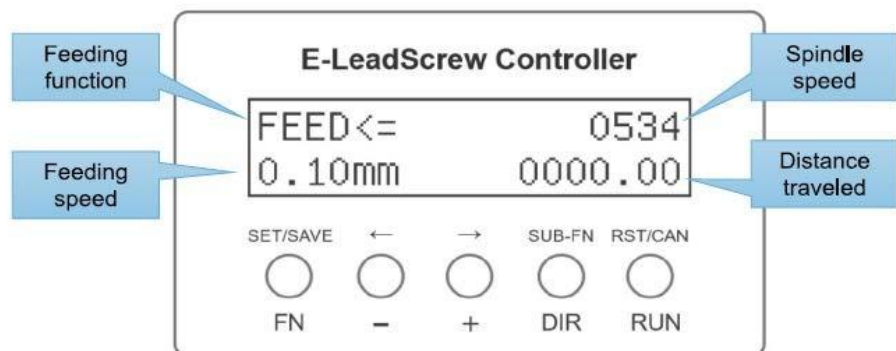 Feeding
function
E-LeadScrew Controller
Spindle
speed
FEED<= 0534
0.10mm 0000.00
Feeding
speed
Distance
traveled
SET/SAVE ← → SUB-FN RST/CAN
FN − + DIR RUN